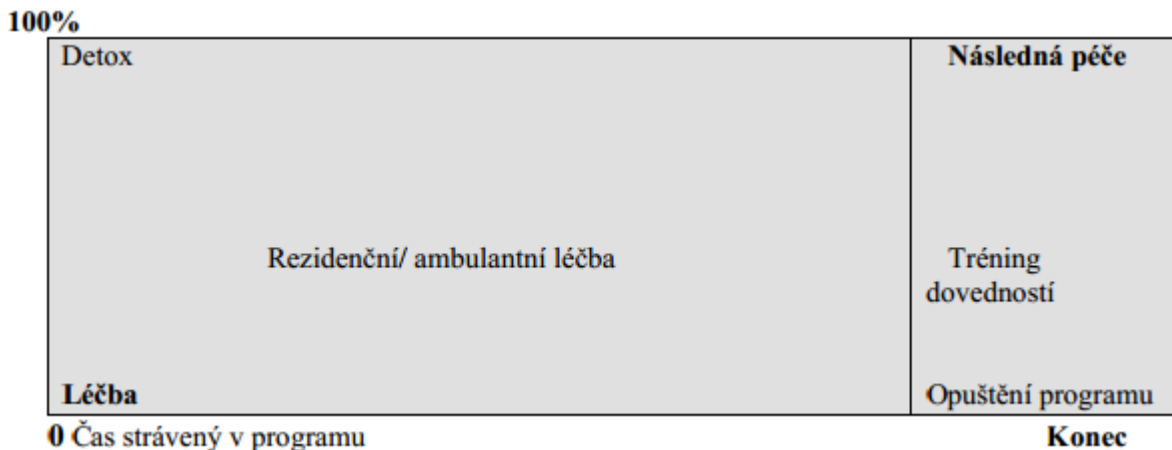 100%
Detox
Následná péče
Rezidenční/ ambulantní léčba
Tréning
dovedností
Léčba
Opuštění programu
0 Čas strávený v programu
Konec